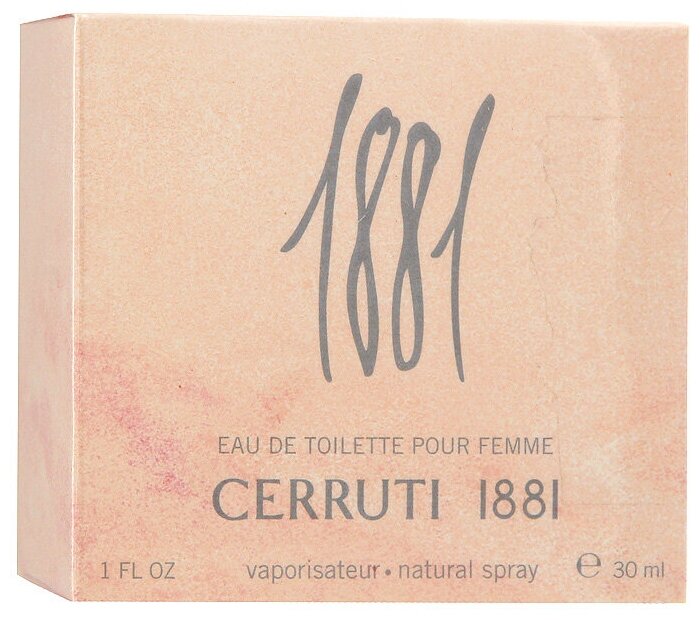 1881
EAU DE TOILETTE POUR FEMME
CERRUTI 1881
1 FL OZ vaporisateur • natural spray ℮ 30 ml